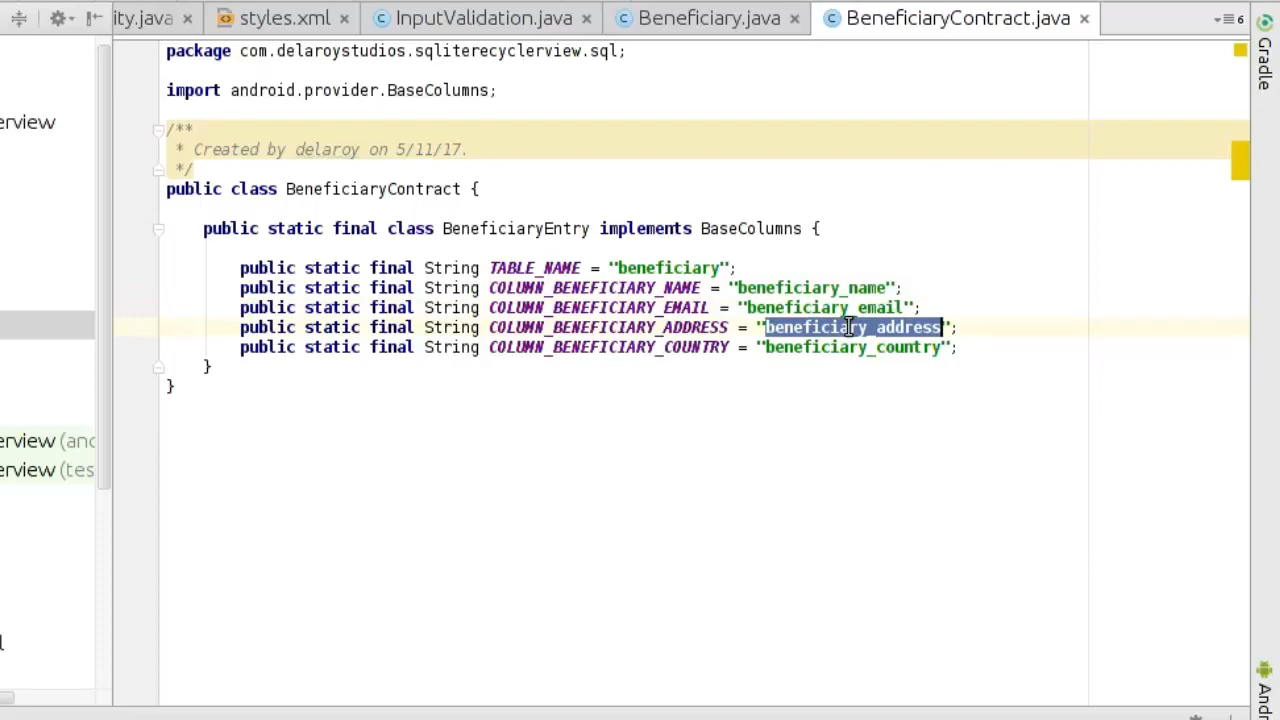 ity.java
styles.xml
InputValidation.java
Beneficiary.java
BeneficiaryContract.java
6
Gradle
erview
erview (anc
erview (tes
l
package com.delaroystudios.sqliterecyclerview.sql;
import android.provider.BaseColumns;
/**
* Created by delaroy on 5/11/17.
*/
public class BeneficiaryContract {
public static final class BeneficiaryEntry implements BaseColumns {
public static final String TABLE_NAME = "beneficiary";
public static final String COLUMN_BENEFICIARY_NAME = "beneficiary_name";
public static final String COLUMN_BENEFICIARY_EMAIL = "beneficiary_email";
public static final String COLUMN_BENEFICIARY_ADDRESS = "beneficiary_address";
public static final String COLUMN_BENEFICIARY_COUNTRY = "beneficiary_country";
}
}
Andr